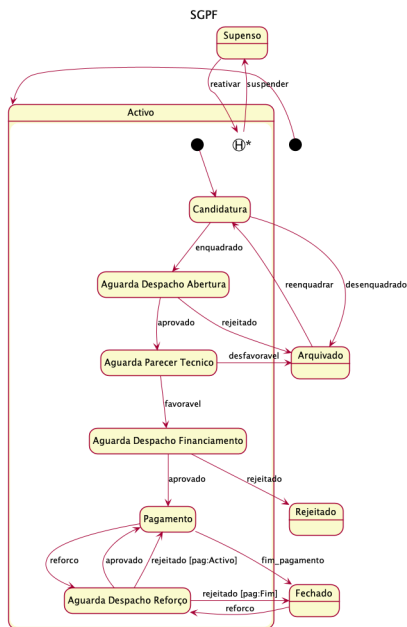 SGPF
Supenso
reativar
suspender
Activo
H*
Candidatura
enquadrado
reenquadrar
desenquadrado
Aguarda Despacho Abertura
aprovado
rejeitado
Aguarda Parecer Tecnico
desfavoravel
Arquivado
favoravel
Aguarda Despacho Financiamento
aprovado
rejeitado
Pagamento
Rejeitado
reforco
aprovado
rejeitado [pag:Activo]
fim_pagamento
Aguarda Despacho Reforço
rejeitado [pag:Fim]
Fechado
reforco